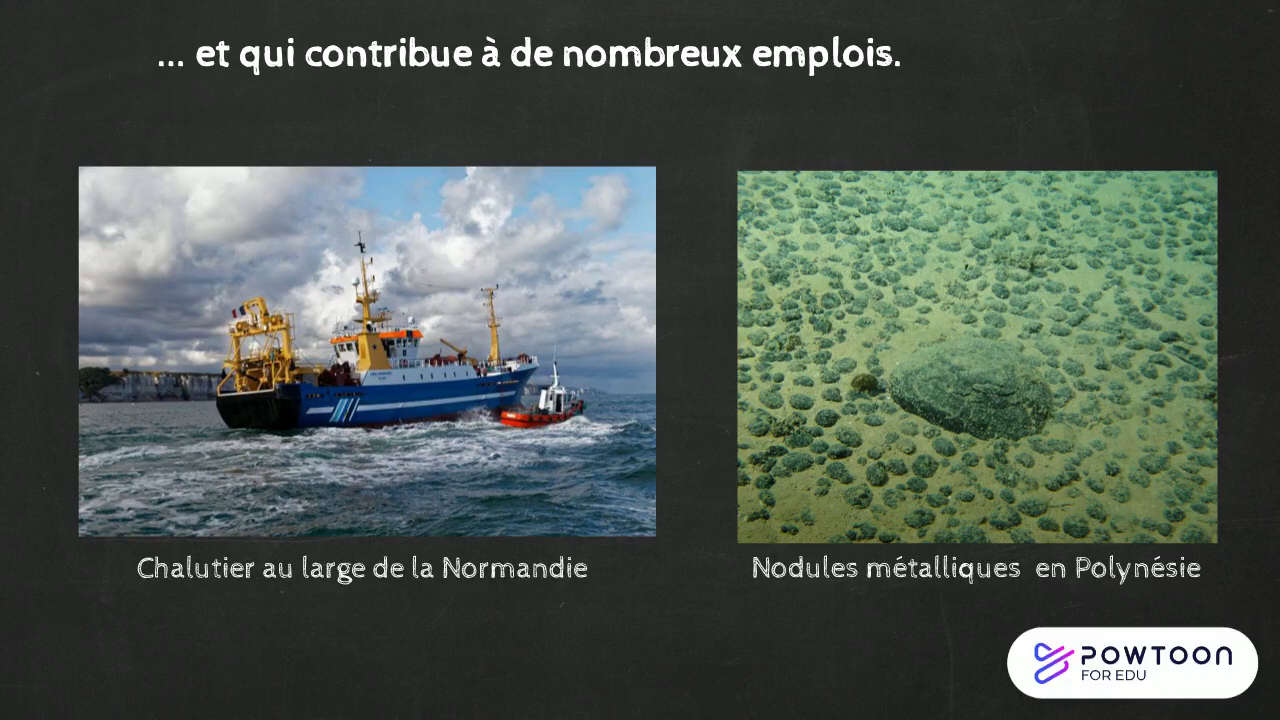 ... et qui contribue à de nombreux emplois.
Chalutier au large de la Normandie
Nodules métalliques en Polynésie
POWTOON
FOR EDU